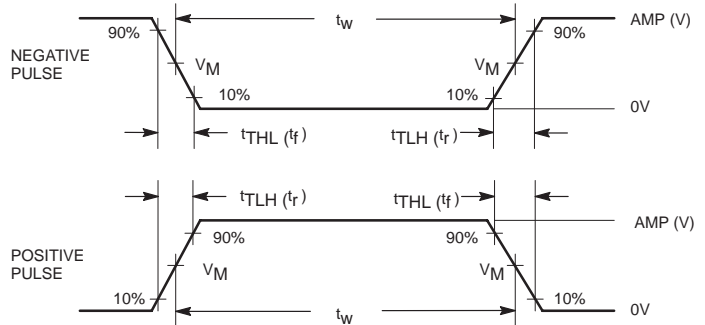 tw
AMP (V)
90%
90%
NEGATIVE
PULSE
VM
VM
10%
10%
0V
tTHL (tf)
tTLH (tr)
tTLH (tr)
tTHL (tf)
AMP (V)
90%
90%
POSITIVE
PULSE
VM
VM
10%
10%
tw
0V